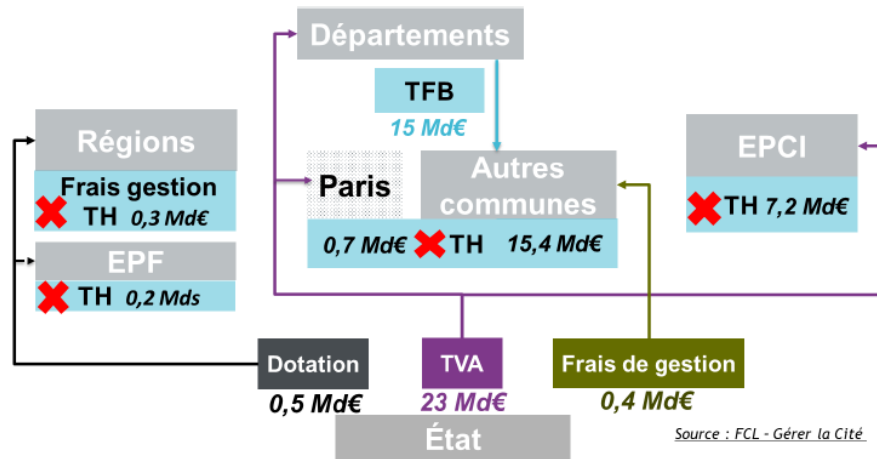 Départements
TFB
15 Md€
Régions
Frais gestion
TH 0,3 Md€
EPF
TH 0,2 Mds
Paris
Autres
communes
0,7 Md€ TH 15,4 Md€
EPCI
TH 7,2 Md€
Dotation
0,5 Md€
TVA
23 Md€
Frais de gestion
0,4 Md€
État
Source : FCL - Gérer la Cité